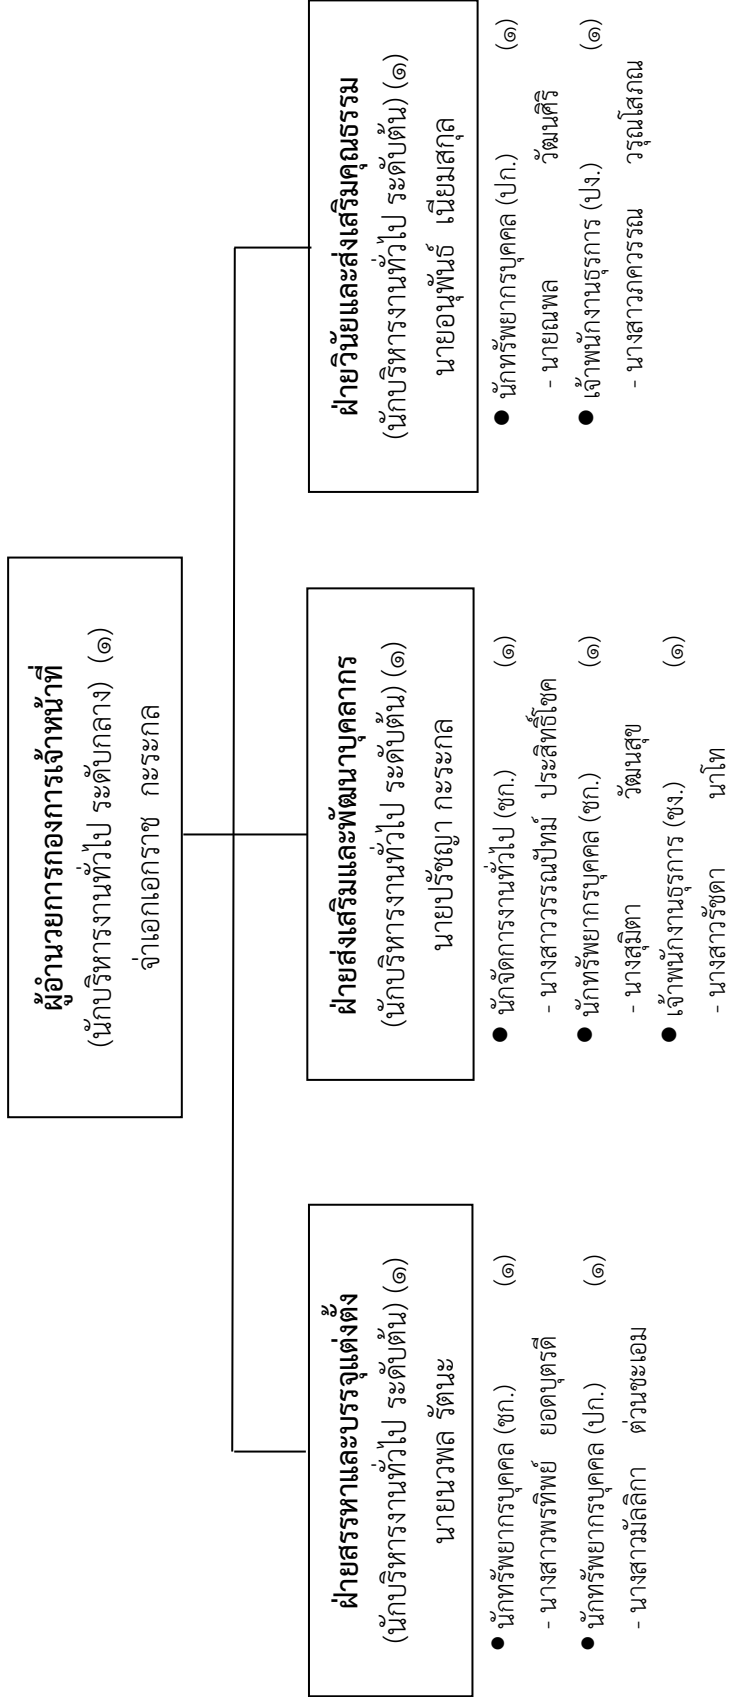 ผู้อำนวยการกองการเจ้าหน้าที่
(นักบริหารงานทั่วไป ระดับกลาง) (๑)
จ่าเอกเอกราช กะระกล
ฝ่ายสรรหาและบรรจุแต่งตั้ง
(นักบริหารงานทั่วไป ระดับต้น) (๑)
นายนวพล รัตนะ
● นักทรัพยากรบุคคล (ชก.) (๑)
- นางสาวพรทิพย์ ยอดบุตรดี
● นักทรัพยากรบุคคล (ปก.) (๑)
- นางสาวมัลลิกา ต่วนชะเอม
ฝ่ายส่งเสริมและพัฒนาบุคลากร
(นักบริหารงานทั่วไป ระดับต้น) (๑)
นายปรัชญา กะระกล
● นักจัดการงานทั่วไป (ชก.) (๑)
- นางสาววรรณปัทม์ ประสิทธิ์โชค
● นักทรัพยากรบุคคล (ชก.) (๑)
- นางสุมิตา วัฒนสุข
● เจ้าพนักงานธุรการ (ชง.) (๑)
- นางสาวรัชดา นาโท
ฝ่ายวินัยและส่งเสริมคุณธรรม
(นักบริหารงานทั่วไป ระดับต้น) (๑)
นายอนุพันธ์ เนียมสกุล
● นักทรัพยากรบุคคล (ปก.) (๑)
- นายณพล วัฒนศิริ
● เจ้าพนักงานธุรการ (ปง.) (๑)
- นางสาวภควรรณ วรุณโสภณ